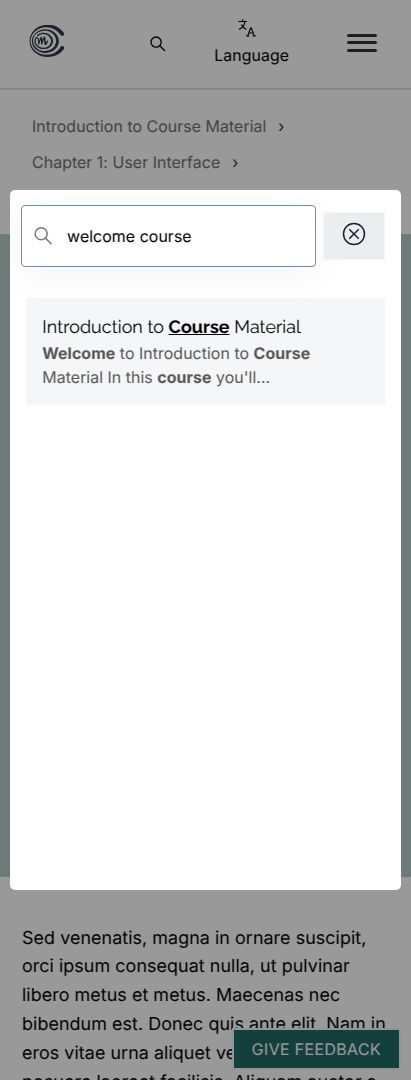 Language
Introduction to Course Material
Chapter 1: User Interface
welcome course
Introduction to Course Material
Welcome to Introduction to Course
Material In this course you'll...
Sed venenatis, magna in ornare suscipit,
orci ipsum consequat nulla, ut pulvinar
libero metus et metus. Maecenas nec
bibendum est. Donec quis ante elit. Nam in
eros vitae urna aliquet
GIVE FEEDBACK